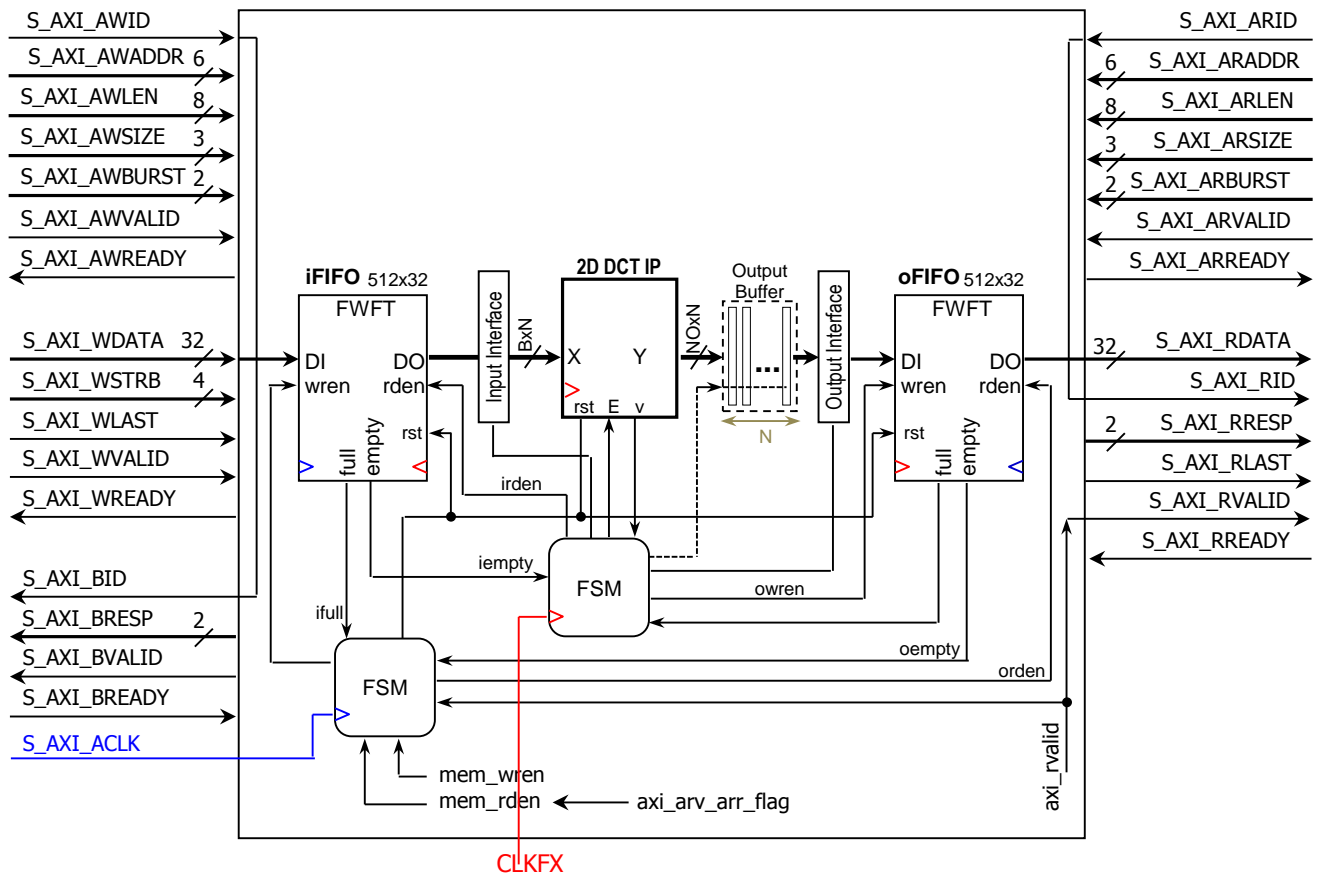 S_AXI_AWID
S_AXI_AWADDR 6
S_AXI_AWLEN 8
S_AXI_AWSIZE 3
S_AXI_AWBURST 2
S_AXI_AWVALID
S_AXI_AWREADY
S_AXI_WDATA 32
S_AXI_WSTRB 4
S_AXI_WLAST
S_AXI_WVALID
S_AXI_WREADY
S_AXI_BID
S_AXI_BRESP 2
S_AXI_BVALID
S_AXI_BREADY
S_AXI_ACLK
iFIFO 512x32
FWFT
DI DO
wren rden
rst
full
empty
Input Interface
BxN
2D DCT IP
X Y
rst E v
NOxN
Output
Buffer
...
N
Output Interface
oFIFO 512x32
FWFT
DI DO
wren rden
rst
full
empty
irden
iempty
FSM
owren
ifull
oempty
orden
FSM
mem_wren
mem_rden
axi_arv_arr_flag
axi_rvalid
CLKFX
S_AXI_ARID
6 S_AXI_ARADDR
8 S_AXI_ARLEN
3 S_AXI_ARSIZE
2 S_AXI_ARBURST
S_AXI_ARVALID
S_AXI_ARREADY
32 S_AXI_RDATA
S_AXI_RID
2 S_AXI_RRESP
S_AXI_RLAST
S_AXI_RVALID
S_AXI_RREADY